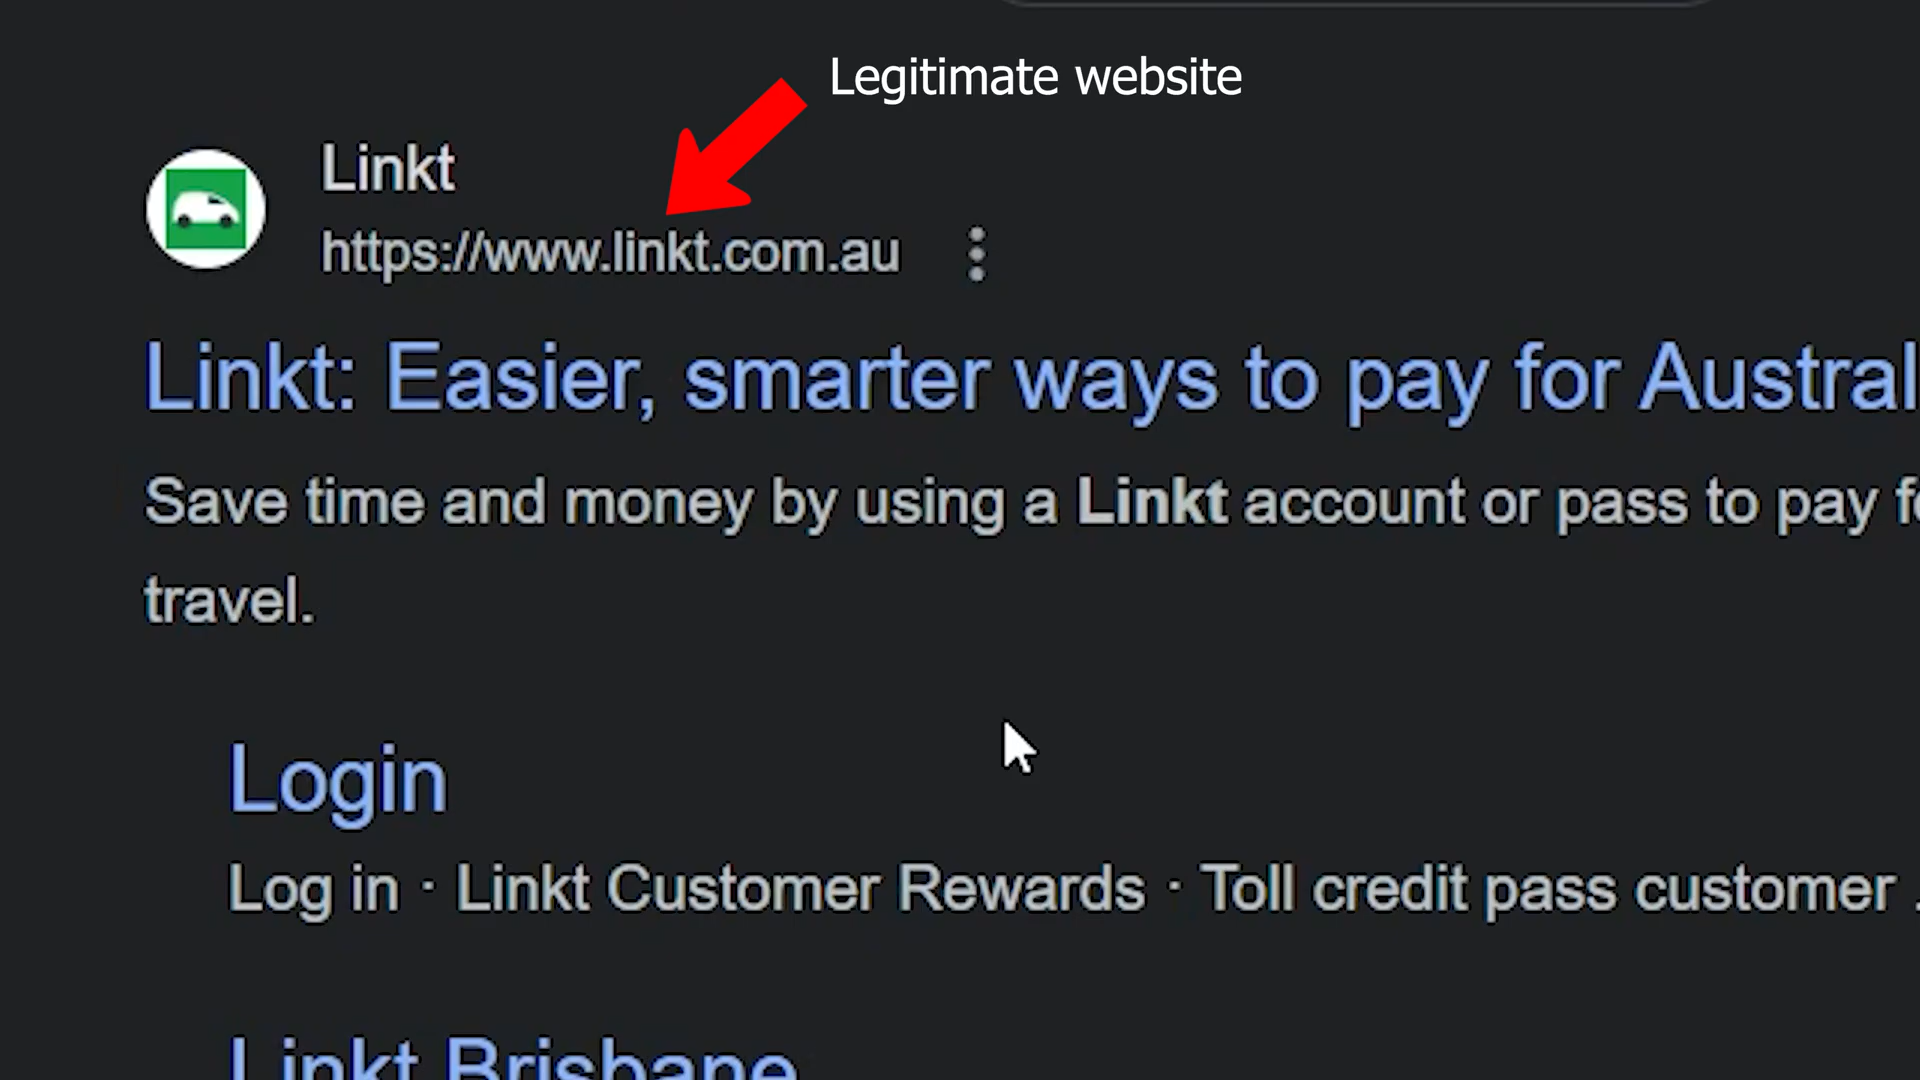 Legitimate website
Linkt
https://www.linkt.com.au
Linkt: Easier, smarter ways to pay for Austral
Save time and money by using a Linkt account or pass to pay f
travel.
Login
Log in · Linkt Customer Rewards · Toll credit pass customer .
Linkt Brisbane